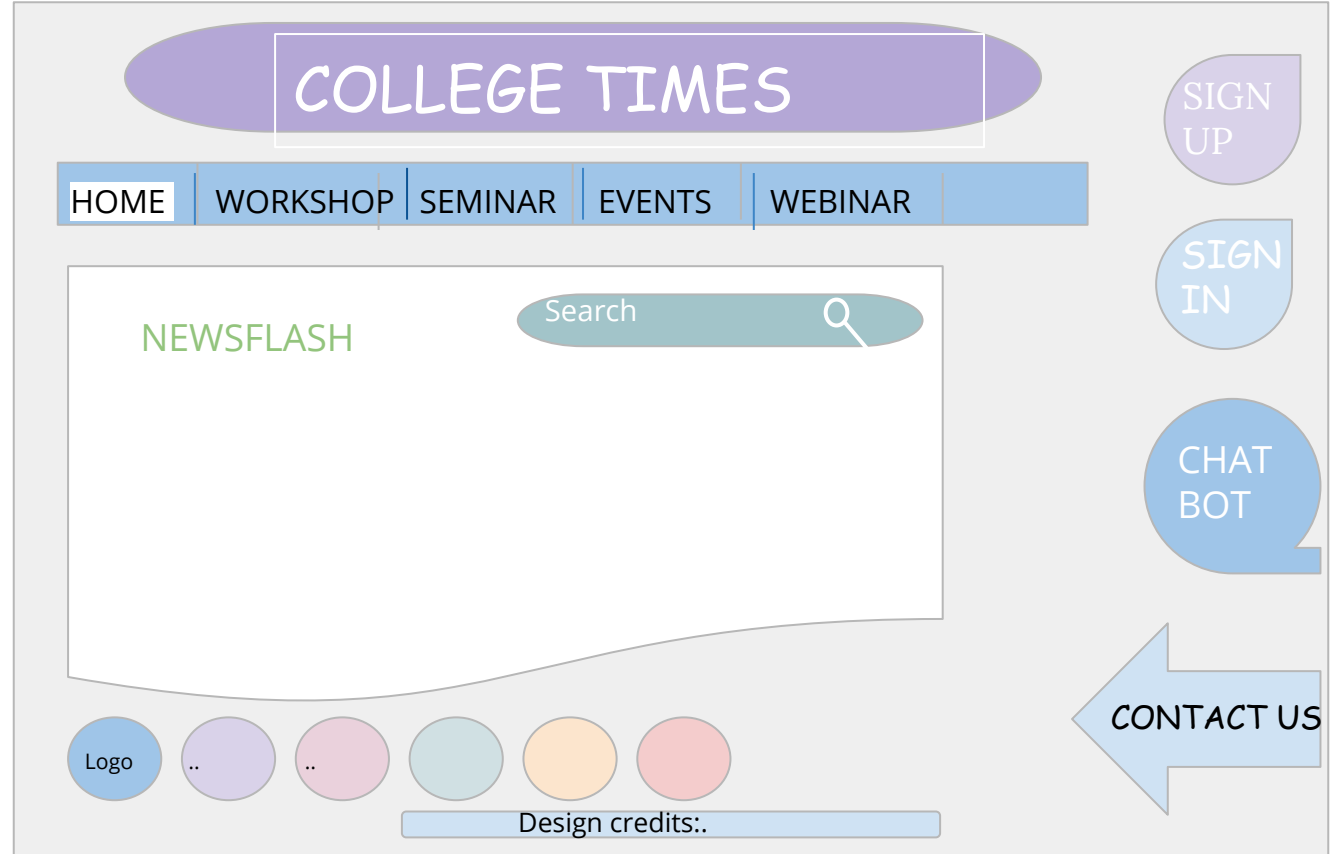 COLLEGE TIMES
SIGN
UP
HOME WORKSHOP SEMINAR EVENTS WEBINAR
SIGN
IN
Search
NEWSFLASH
CHAT
BOT
CONTACT US
Logo .. ..
Design credits:.